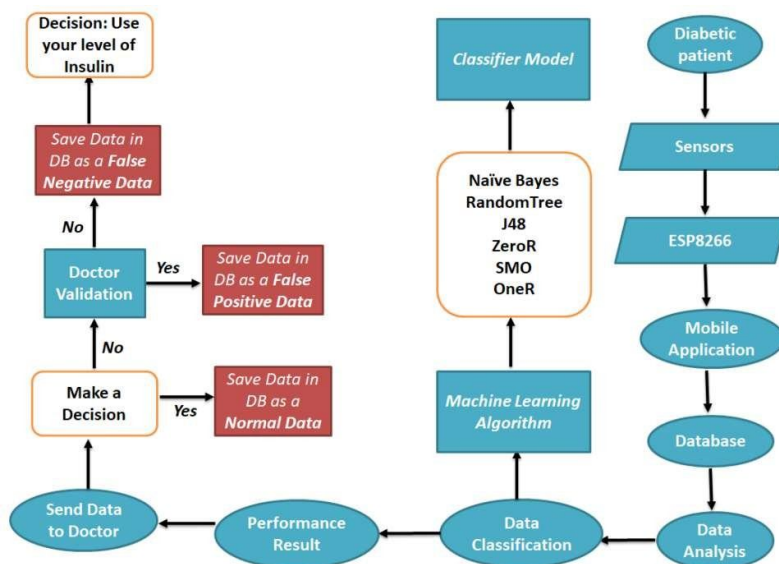 Decision: Use
your level of
Insulin
Classifier Model
Diabetic
patient
Save Data in
DB as a False
Negative Data
Sensors
Naïve Bayes
RandomTree
J48
ZeroR
SMO
OneR
No
ESP8266
Doctor
Validation
Yes
Save Data in
DB as a False
Positive Data
Mobile
Application
No
Make a
Decision
Yes
Save Data in
DB as a
Normal Data
Machine Learning
Algorithm
Database
Send Data
to Doctor
Performance
Result
Data
Classification
Data
Analysis